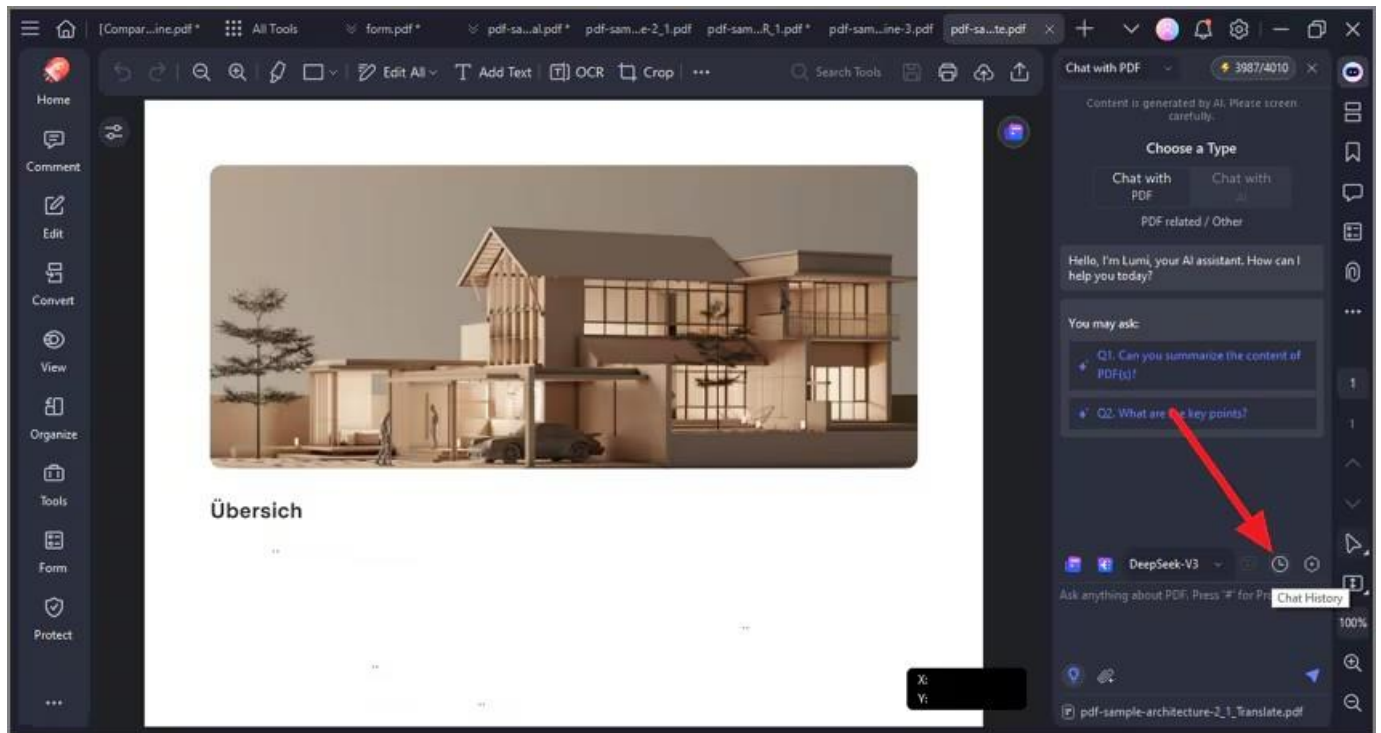 [Compar...ine.pdf *
All Tools
form.pdf *
pdf-sa...al.pdf *
pdf-sam...e-2_1.pdf
pdf-sam...R_1.pdf *
pdf-sam...ine-3.pdf
pdf-sa...te.pdf
Edit All
Add Text
OCR
Crop
Search Tools
Chat with PDF
3987/4010
Home
Comment
Edit
Convert
View
Organize
Tools
Form
Protect
Übersich
X:
Y:
Content is generated by AI. Please screen
carefully.
Choose a Type
Chat with
PDF
Chat with
AI
PDF related / Other
Hello, I'm Lumi, your AI assistant. How can I
help you today?
You may ask:
Q1. Can you summarize the content of
PDF(s)?
Q2. What are the key points?
DeepSeek-V3
Ask anything about PDF. Press '#' for Pr
Chat History
pdf-sample-architecture-2_1_Translate.pdf
1
1
100%